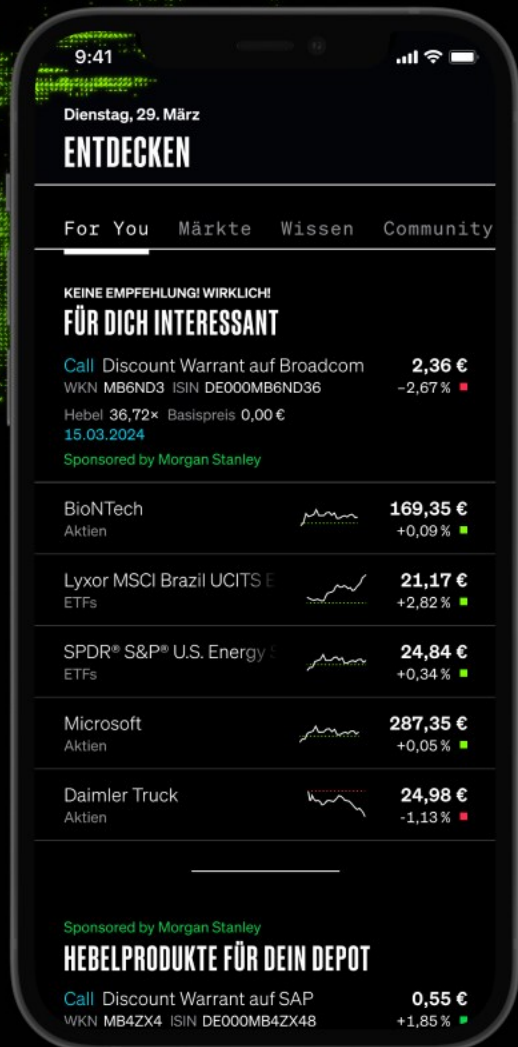 9:41
Dienstag, 29. März
ENTDECKEN
For You Märkte Wissen Community
KEINE EMPFEHLUNG! WIRKLICH!
FÜR DICH INTERESSANT
Call Discount Warrant auf Broadcom 2,36 €
WKN MB6ND3 ISIN DE000MB6ND36 −2,67 %
Hebel 36,72× Basispreis 0,00 €
15.03.2024
Sponsored by Morgan Stanley
BioNTech 169,35 €
Aktien +0,09 %
Lyxor MSCI Brazil UCITS E 21,17 €
ETFs +2,82 %
SPDR® S&P® U.S. Energy S 24,84 €
ETFs +0,34 %
Microsoft 287,35 €
Aktien +0,05 %
Daimler Truck 24,98 €
Aktien -1,13 %
Sponsored by Morgan Stanley
HEBELPRODUKTE FÜR DEIN DEPOT
Call Discount Warrant auf SAP 0,55 €
WKN MB4ZX4 ISIN DE000MB4ZX48 +1,85 %